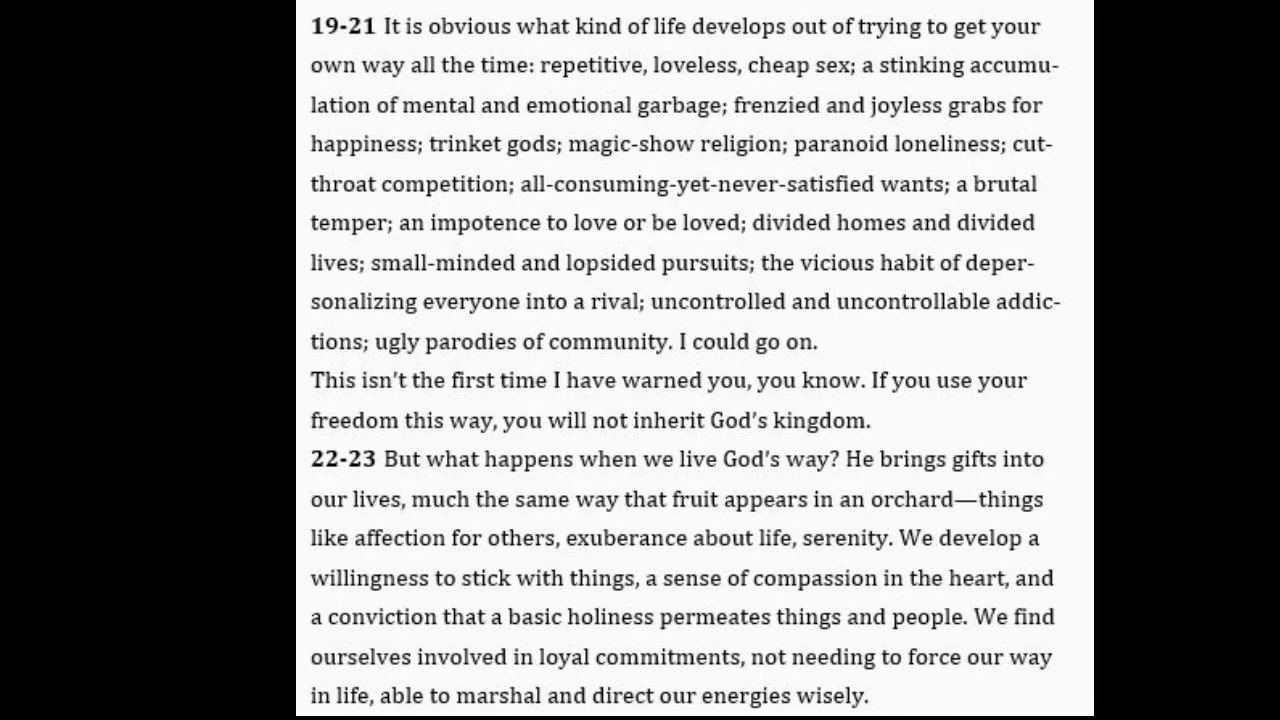 19-21 It is obvious what kind of life develops out of trying to get your
own way all the time: repetitive, loveless, cheap sex; a stinking accumu-
lation of mental and emotional garbage; frenzied and joyless grabs for
happiness; trinket gods; magic-show religion; paranoid loneliness; cut-
throat competition; all-consuming-yet-never-satisfied wants; a brutal
temper; an impotence to love or be loved; divided homes and divided
lives; small-minded and lopsided pursuits; the vicious habit of deper-
sonalizing everyone into a rival; uncontrolled and uncontrollable addic-
tions; ugly parodies of community. I could go on.
This isn't the first time I have warned you, you know. If you use your
freedom this way, you will not inherit God's kingdom.
22-23 But what happens when we live God's way? He brings gifts into
our lives, much the same way that fruit appears in an orchard—things
like affection for others, exuberance about life, serenity. We develop a
willingness to stick with things, a sense of compassion in the heart, and
a conviction that a basic holiness permeates things and people. We find
ourselves involved in loyal commitments, not needing to force our way
in life, able to marshal and direct our energies wisely.